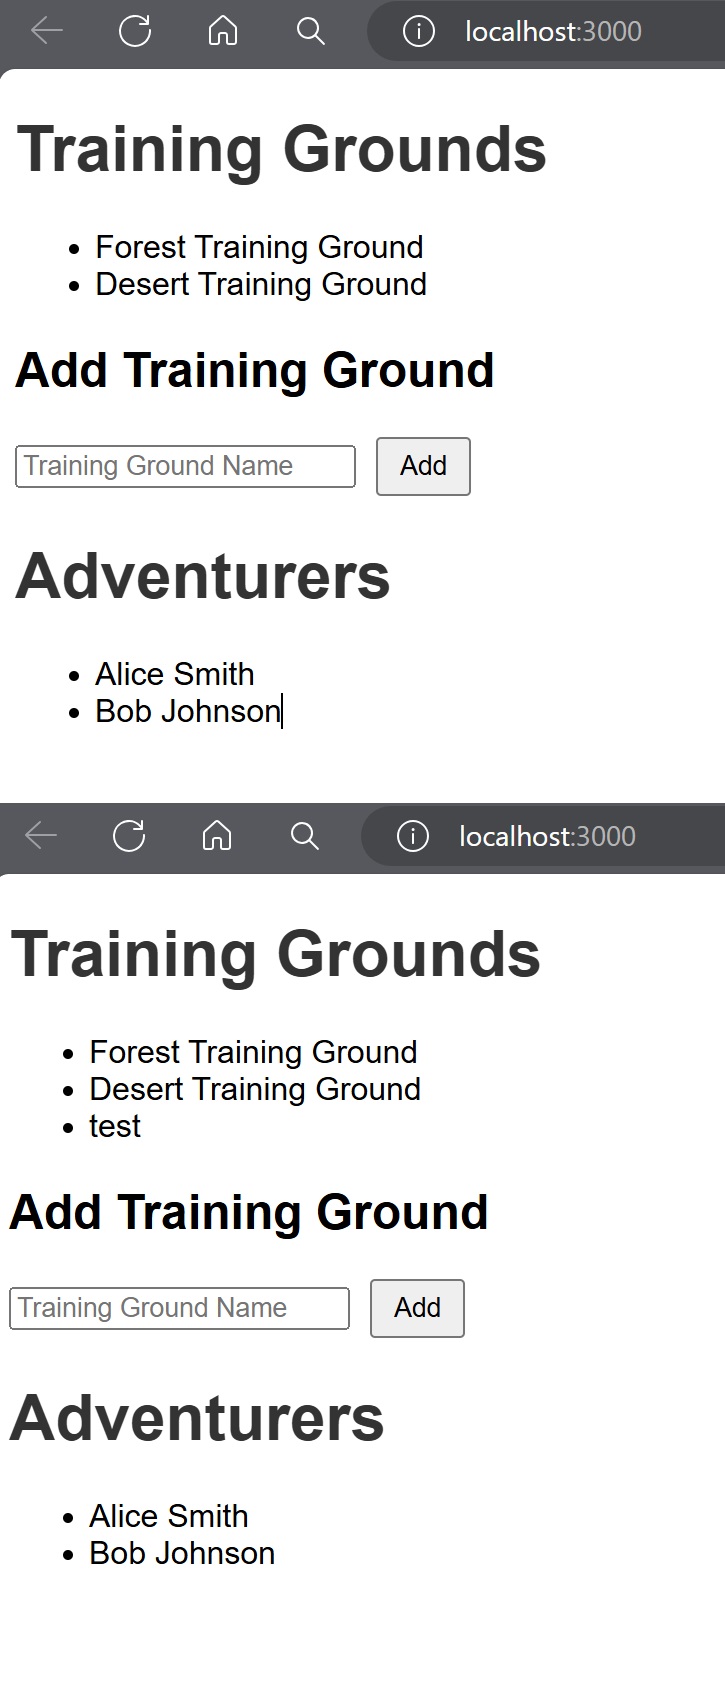 localhost:3000
Training Grounds
Forest Training Ground
Desert Training Ground
Add Training Ground
Training Ground Name Add
Adventurers
Alice Smith
Bob Johnson
localhost:3000
Training Grounds
Forest Training Ground
Desert Training Ground
test
Add Training Ground
Training Ground Name Add
Adventurers
Alice Smith
Bob Johnson